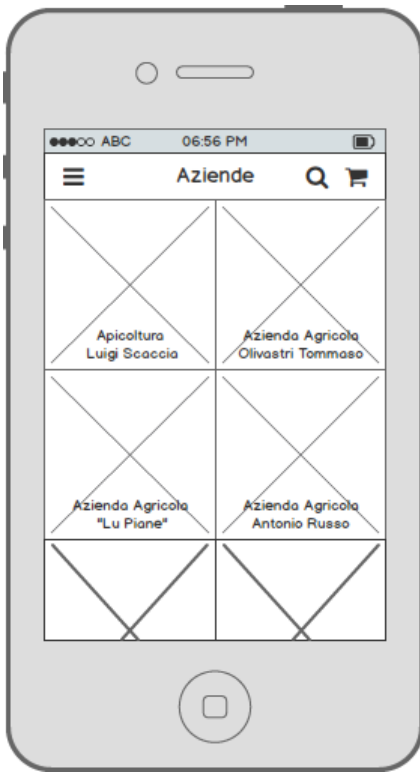 ABC 06:56 PM
Aziende
Apicoltura
Luigi Scaccia
Azienda Agricola
Olivastri Tommaso
Azienda Agricola
"Lu Piane"
Azienda Agricola
Antonio Russo